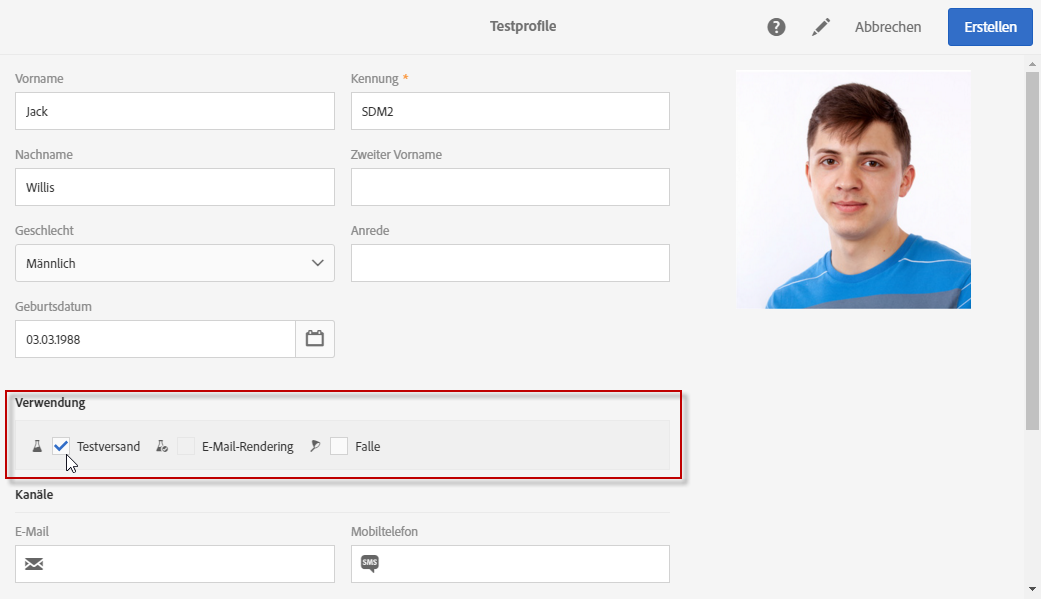 Testprofile
? Abbrechen Erstellen
Vorname Kennung *
Jack SDM2
Nachname Zweiter Vorname
Willis
Geschlecht Anrede
Männlich
Geburtsdatum
03.03.1988
Verwendung
Testversand E-Mail-Rendering Falle
Kanäle
E-Mail Mobiltelefon
SMS